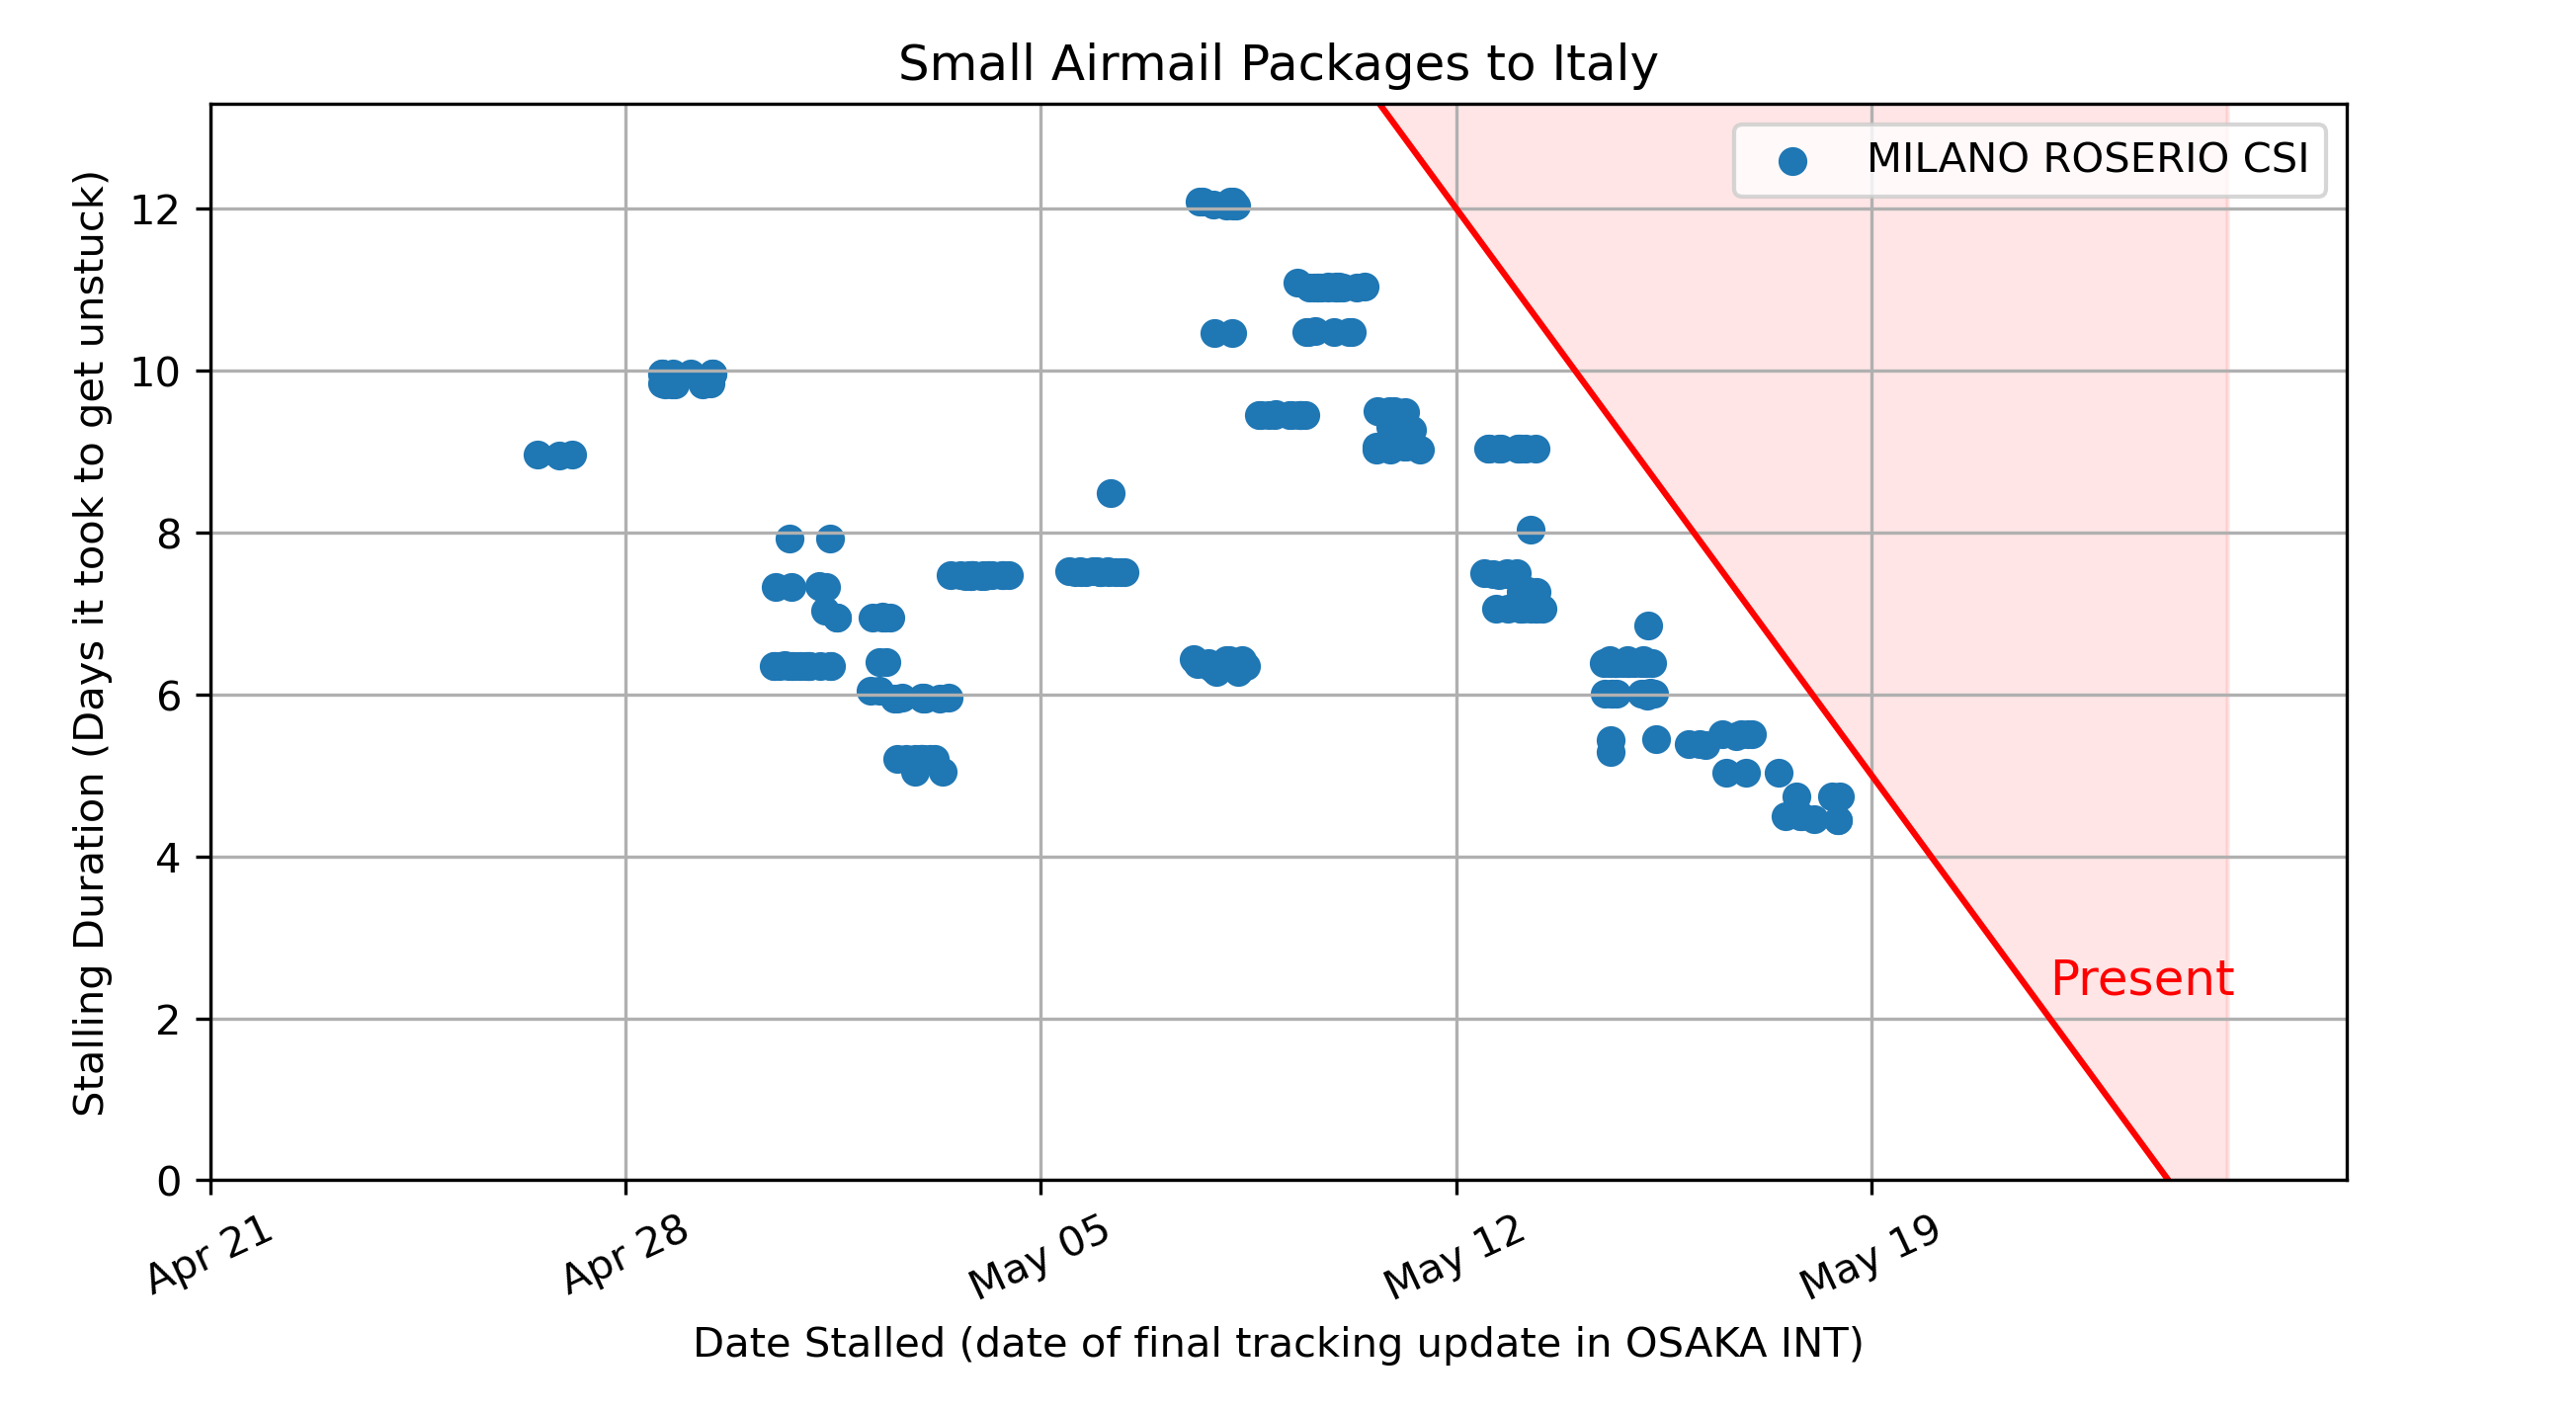 Small Airmail Packages to Italy
MILANO ROSERIO CSI
Stalling Duration (Days it took to get unstuck)
12
10
8
6
4
2
0
Present
Apr 21
Apr 28
May 05
May 12
May 19
Date Stalled (date of final tracking update in OSAKA INT)